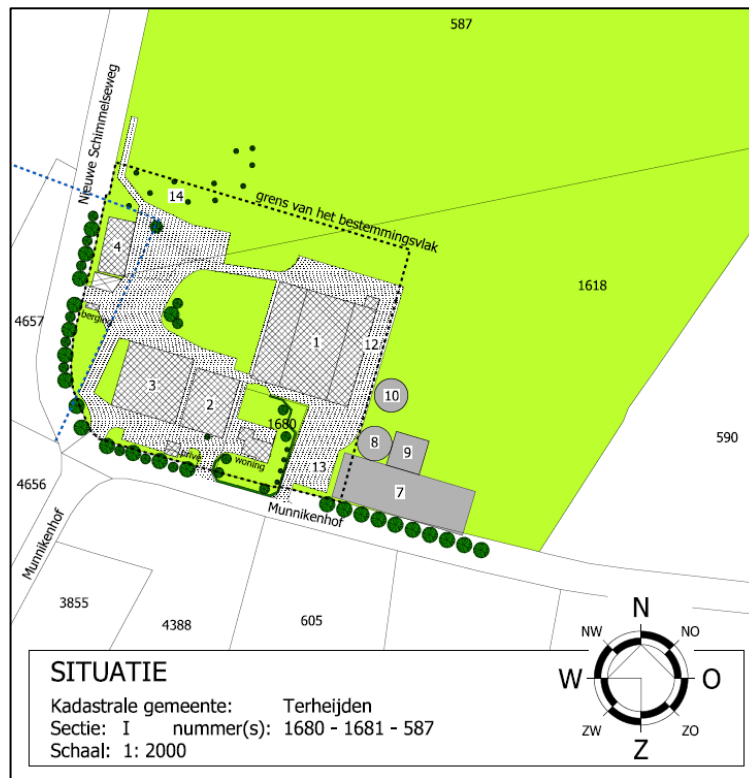 587
Nieuwe Schimmelseweg
14
grens van het bestemmingsvlak
4
1618
4657
berging
1
12
3
2
10
1680
8
9
590
privé
woning
13
7
4656
Munnikenhof
Munnikenhof
3855
4388
605
N
NW
NO
W
O
ZW
ZO
Z
SITUATIE
Kadastrale gemeente: Terheijden
Sectie: I nummer(s): 1680 - 1681 - 587
Schaal: 1: 2000